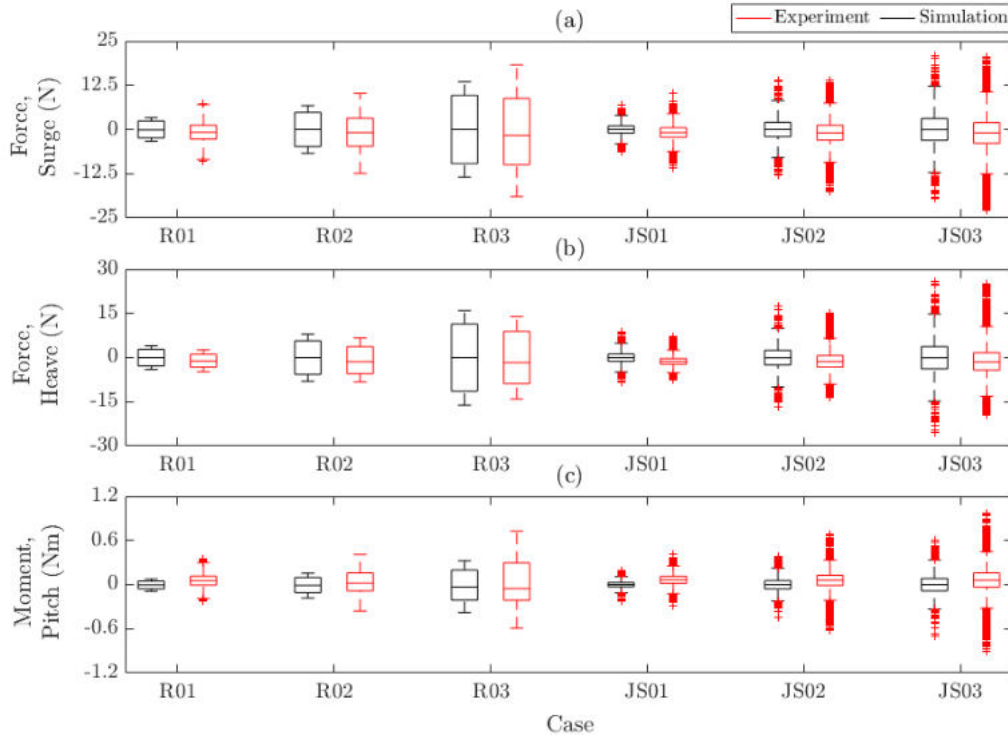 (a)
Experiment
Simulation
Force,
Surge (N)
25
12.5
0
-12.5
-25
R01 R02 R03 JS01 JS02 JS03
(b)
Force,
Heave (N)
30
15
0
-15
-30
R01 R02 R03 JS01 JS02 JS03
(c)
Moment,
Pitch (Nm)
1.2
0.6
0
-0.6
-1.2
R01 R02 R03 JS01 JS02 JS03
Case